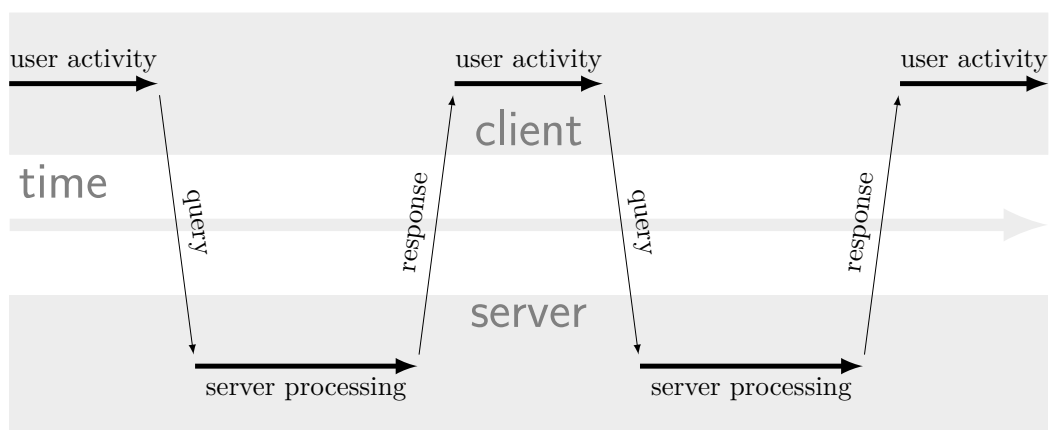 user activity
user activity
user activity
client
time
query
response
query
response
server
server processing
server processing